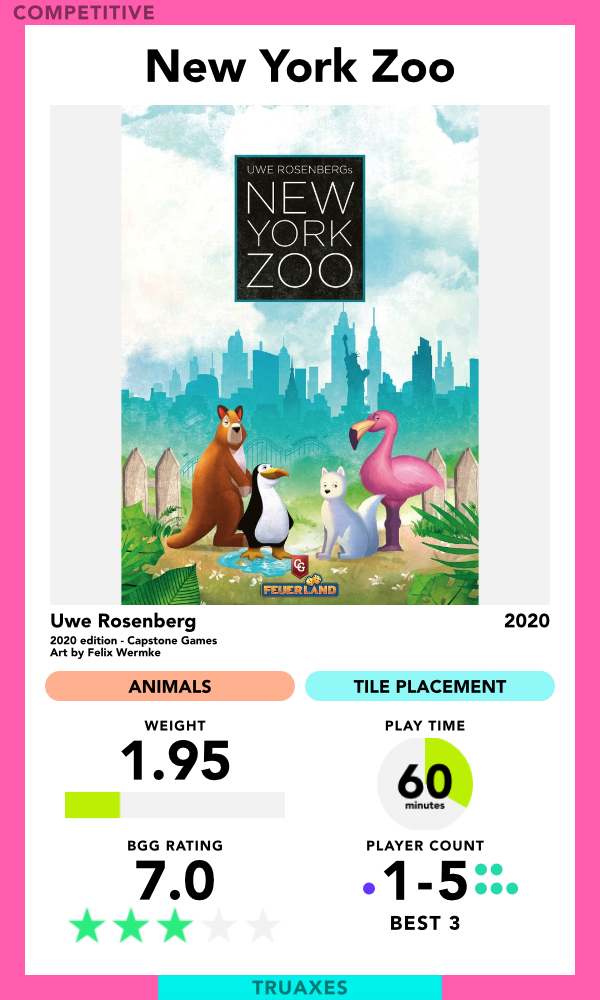 COMPETITIVE
New York Zoo
UWE ROSENBERGs
NEW
YORK
ZOO
CG
FEUERLAND
Uwe Rosenberg 2020
2020 edition - Capstone Games
Art by Felix Wermke
ANIMALS TILE PLACEMENT
WEIGHT PLAY TIME
1.95 60
minutes
BGG RATING PLAYER COUNT
7.0 1-5
BEST 3
TRUAXES